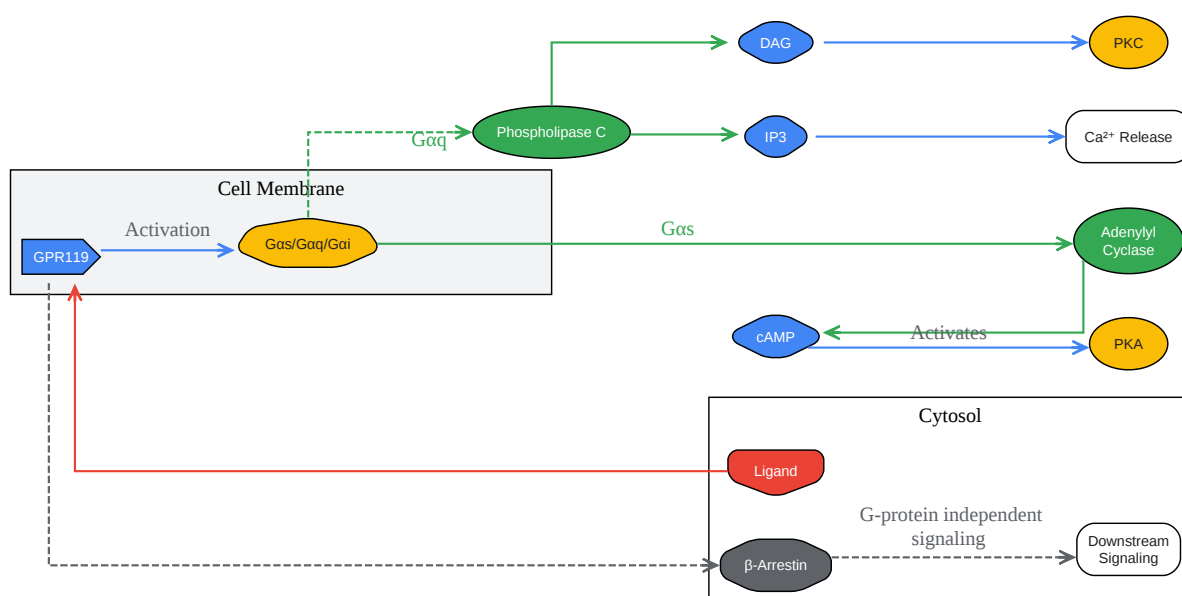 DAG
PKC
Phospholipase C
Gαq
IP3
Ca²⁺ Release
Cell Membrane
Activation
GPR119
Gαs/Gαq/Gαi
Gαs
Adenylyl
Cyclase
cAMP
Activates
PKA
Cytosol
Ligand
G-protein independent
signaling
β-Arrestin
Downstream
Signaling